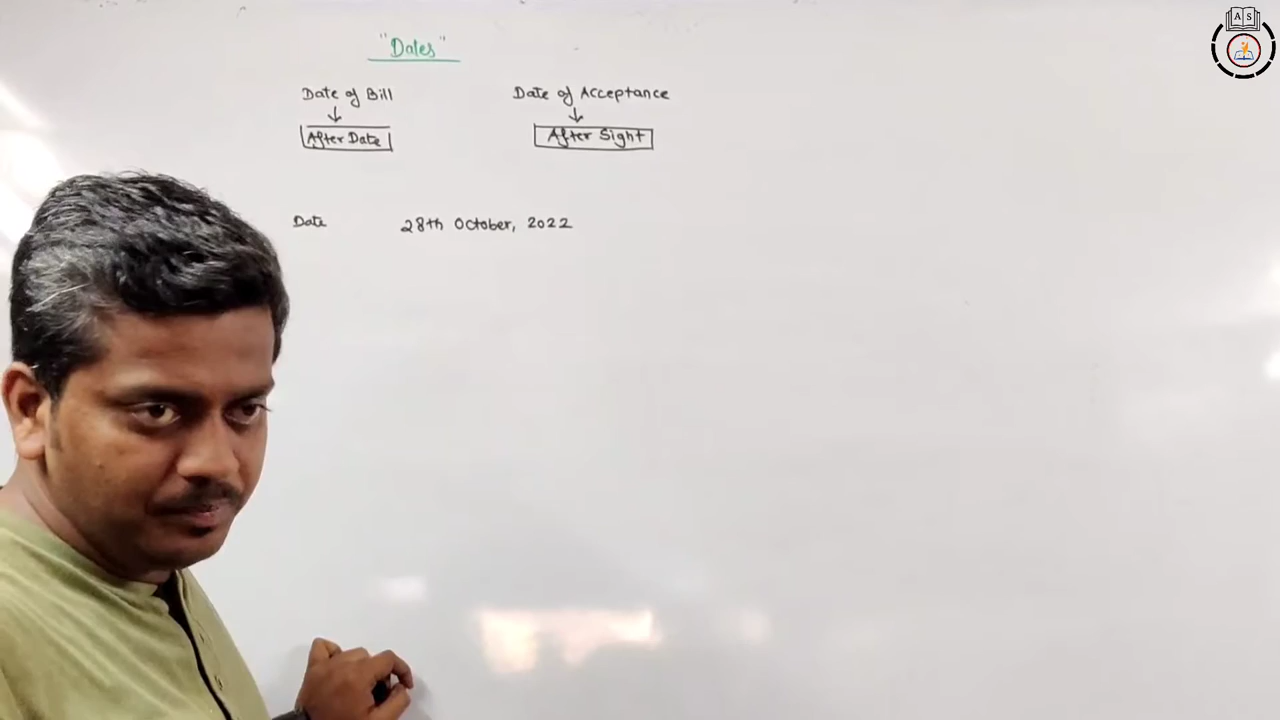 "Dates"
Date of Bill Date of Acceptance
After Date After Sight
Date 28th October, 2022
A S